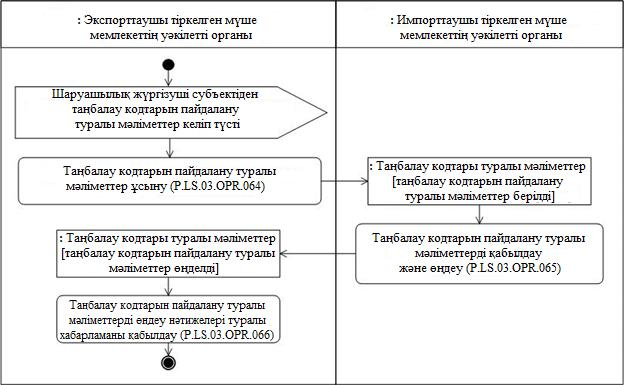 : Экспорттаушы тіркелген мүше
мемлекеттің уәкілетті органы
: Импорттаушы тіркелген мүше
мемлекеттің уәкілетті органы
Шаруашылық жүргізуші субъектіден
таңбалау кодтарын пайдалану
туралы мәліметтер келіп түсті
Таңбалау кодтарын пайдалану туралы
мәліметтер ұсыну (P.LS.03.OPR.064)
: Таңбалау кодтары туралы мәліметтер
[таңбалау кодтарын пайдалану
туралы мәліметтер берілді]
Таңбалау кодтарын пайдалану туралы
мәліметтерді қабылдау
және өңдеу (P.LS.03.OPR.065)
: Таңбалау кодтары туралы мәліметтер
[таңбалау кодтарын пайдалану туралы
мәліметтер өңделді]
Таңбалау кодтарын пайдалану туралы
мәліметтерді өңдеу нәтижелері туралы
хабарламаны қабылдау (P.LS.03.OPR.066)